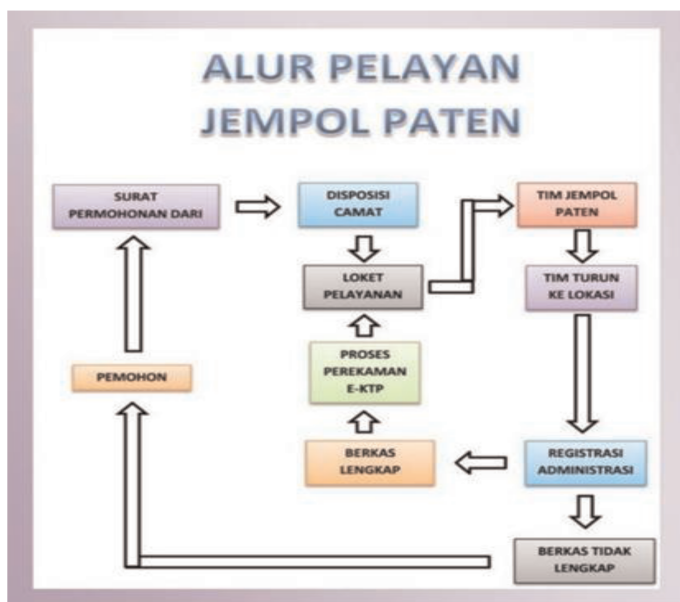 ALUR PELAYAN
JEMPOL PATEN
SURAT
PERMOHONAN DARI
DISPOSISI
CAMAT
TIM JEMPOL
PATEN
LOKET
PELAYANAN
TIM TURUN
KE LOKASI
PROSES
PEREKAMAN
E-KTP
PEMOHON
BERKAS
LENGKAP
REGISTRASI
ADMINISTRASI
BERKAS TIDAK
LENGKAP